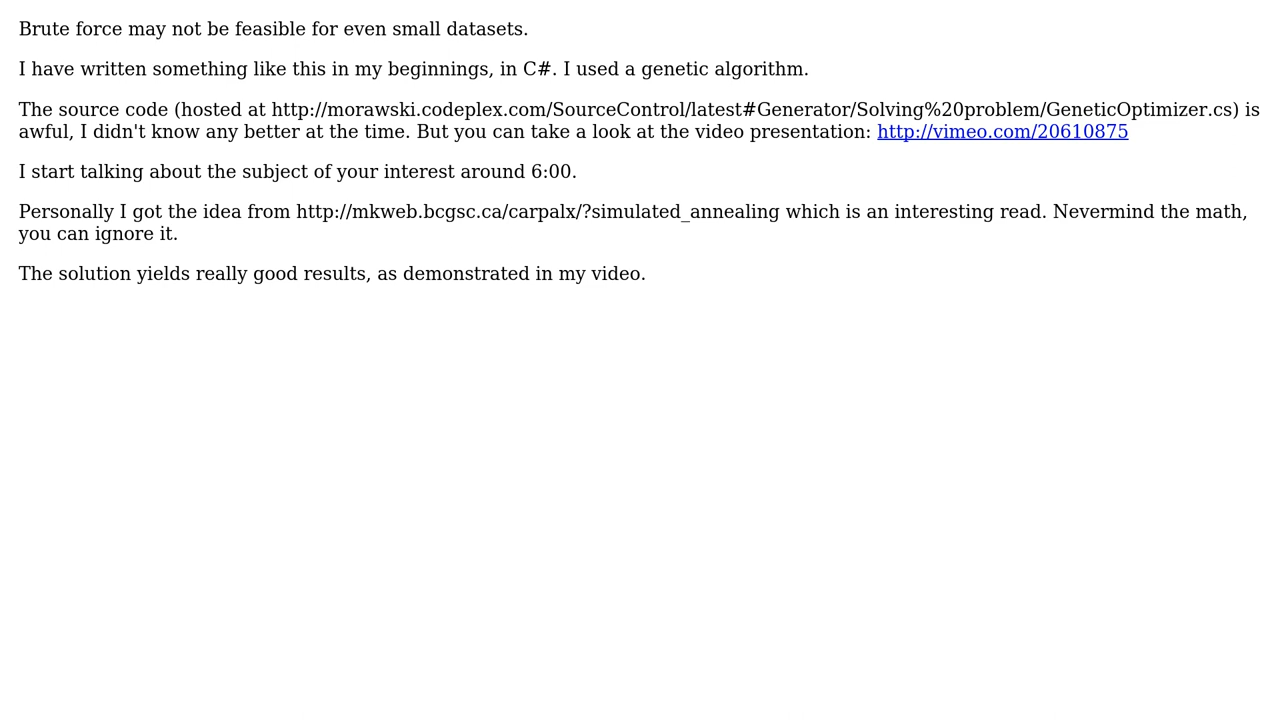 Brute force may not be feasible for even small datasets.
I have written something like this in my beginnings, in C#. I used a genetic algorithm.
The source code (hosted at http://morawski.codeplex.com/SourceControl/latest#Generator/Solving%20problem/GeneticOptimizer.cs) is
awful, I didn't know any better at the time. But you can take a look at the video presentation: http://vimeo.com/20610875
I start talking about the subject of your interest around 6:00.
Personally I got the idea from http://mkweb.bcgsc.ca/carpalx/?simulated_annealing which is an interesting read. Nevermind the math,
you can ignore it.
The solution yields really good results, as demonstrated in my video.